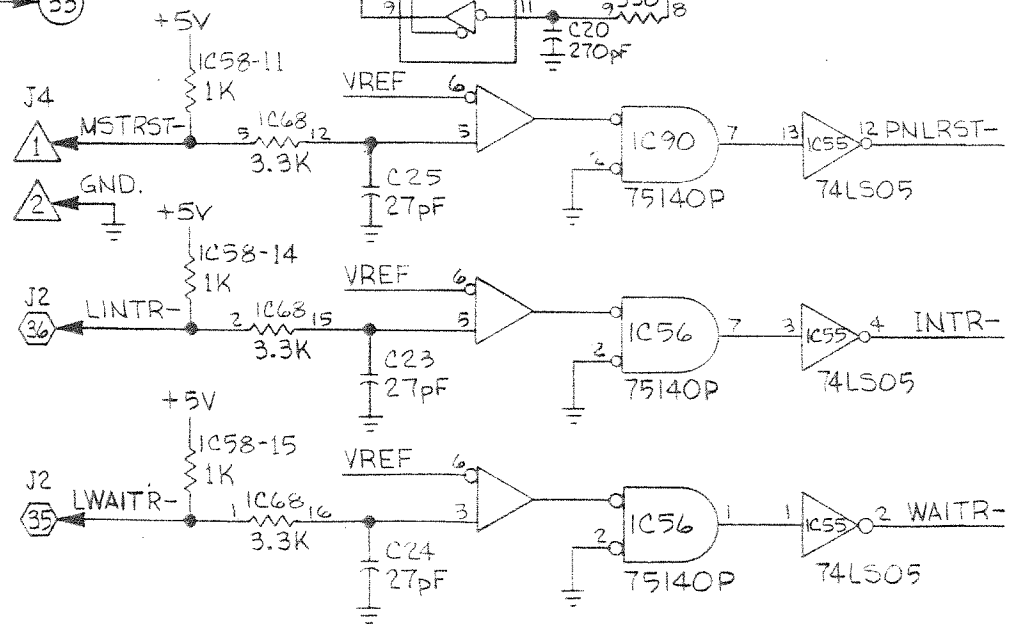 33
9 11 9 330 8
+5V
C20
270pF
IC58-11
1K
VREF 6
J4
1 MSTRST- 5 IC68 12 5 IC90 7 13 IC55 12 PNLRST-
3.3K
2
75140P 74LS05
C25
27pF
2 GND.
+5V
IC58-14
1K
VREF 6
J2
36 LINTR- 2 IC68 15 5 IC56 7 3 IC55 4 INTR-
3.3K
2
75140P 74LS05
C23
27pF
+5V
IC58-15
1K
VREF 6
J2
35 LWAITR- 1 IC68 16 3 IC56 1 1 IC55 2 WAITR-
3.3K
2
75140P 74LS05
C24
27pF